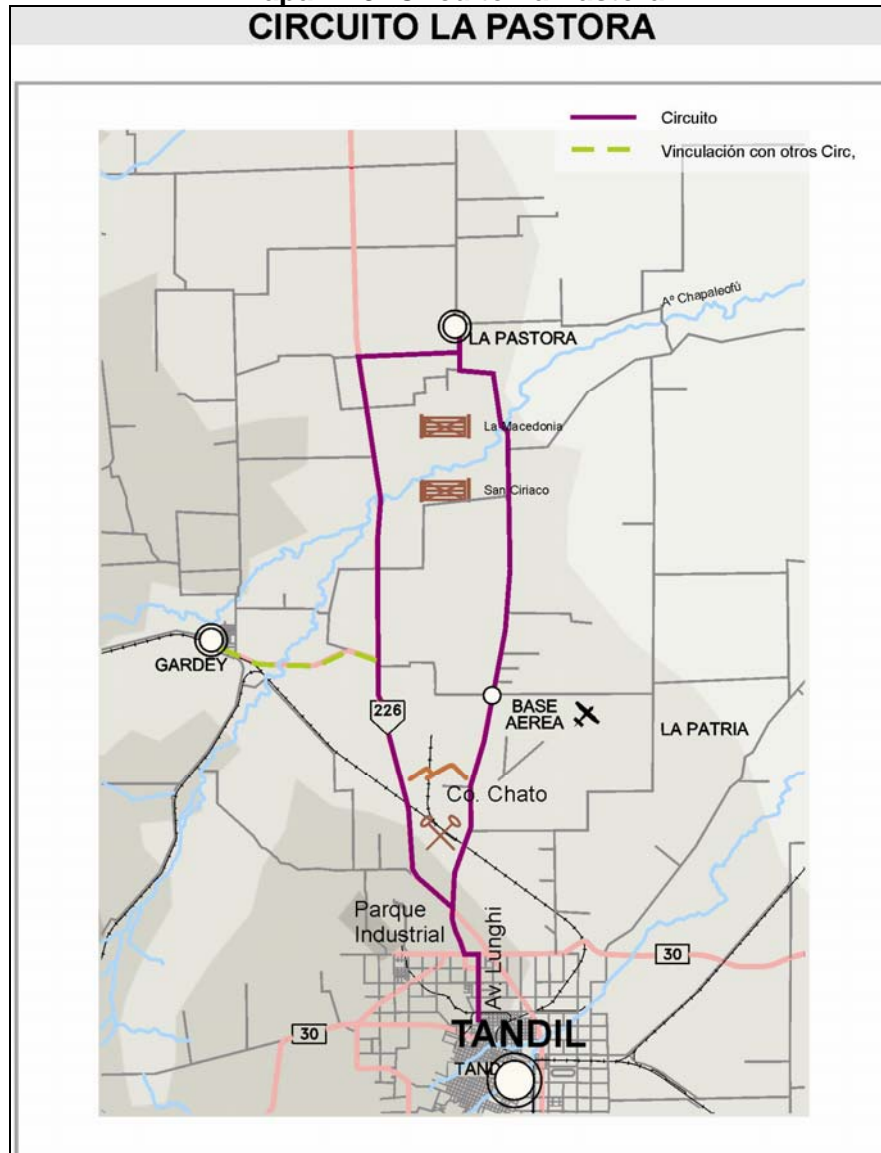 CIRCUITO LA PASTORA
Circuito
Vinculación con otros Circ,
Aº Chapaleofú
LA PASTORA
La Macedonia
San Ciriaco
GARDEY
226
BASE
AEREA
LA PATRIA
Co. Chato
Parque
Industrial
Av. Lunghi
30
30
TANDIL
TAND